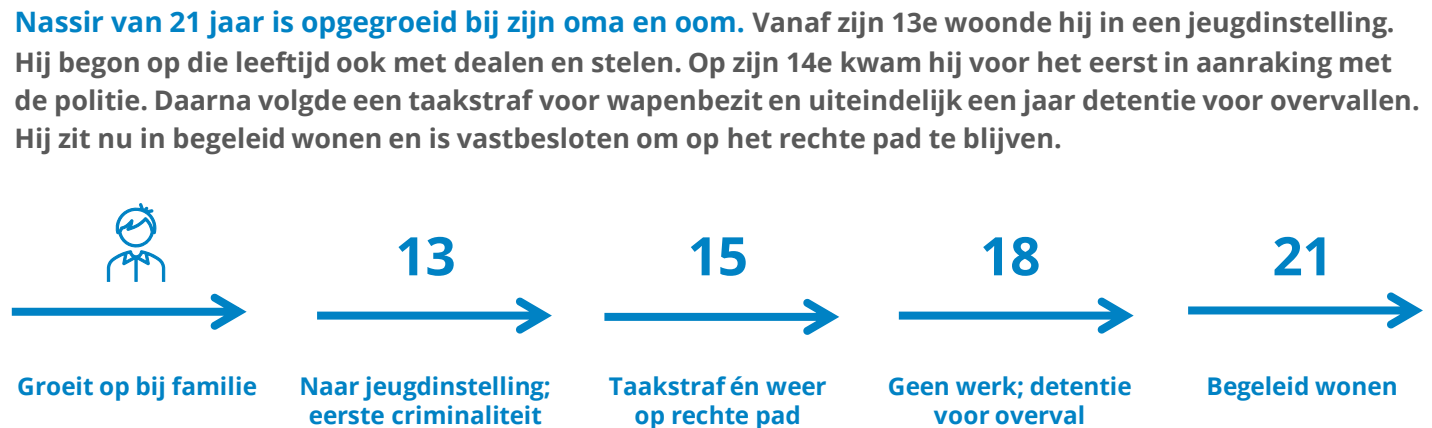 Nassir van 21 jaar is opgegroeid bij zijn oma en oom. Vanaf zijn 13e woonde hij in een jeugdinstelling.
Hij begon op die leeftijd ook met dealen en stelen. Op zijn 14e kwam hij voor het eerst in aanraking met
de politie. Daarna volgde een taakstraf voor wapenbezit en uiteindelijk een jaar detentie voor overvallen.
Hij zit nu in begeleid wonen en is vastbesloten om op het rechte pad te blijven.
13
15
18
21
Groeit op bij familie
Naar jeugdinstelling;
eerste criminaliteit
Taakstraf én weer
op rechte pad
Geen werk; detentie
voor overval
Begeleid wonen